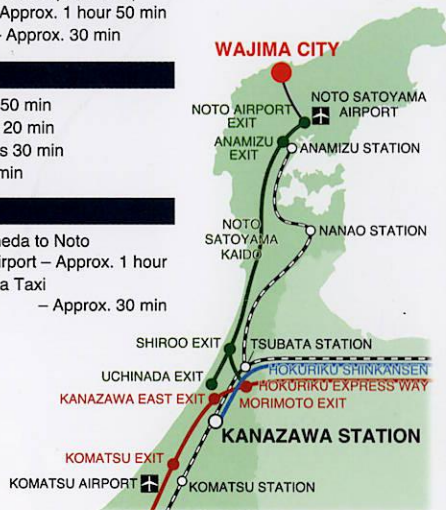 Approx. 1 hour 50 min
- Approx. 30 min
50 min
20 min
s 30 min
min
neda to Noto
irport – Approx. 1 hour
a Taxi
– Approx. 30 min
WAJIMA CITY
NOTO AIRPORT
EXIT
NOTO SATOYAMA
AIRPORT
ANAMIZU
EXIT
ANAMIZU STATION
NOTO
SATOYAMA
KAIDO
NANAO STATION
SHIROO EXIT
TSUBATA STATION
HOKURIKU SHINKANSEN
UCHINADA EXIT
HOKURIKU EXPRESS WAY
KANAZAWA EAST EXIT
MORIMOTO EXIT
KANAZAWA STATION
KOMATSU EXIT
KOMATSU AIRPORT
KOMATSU STATION